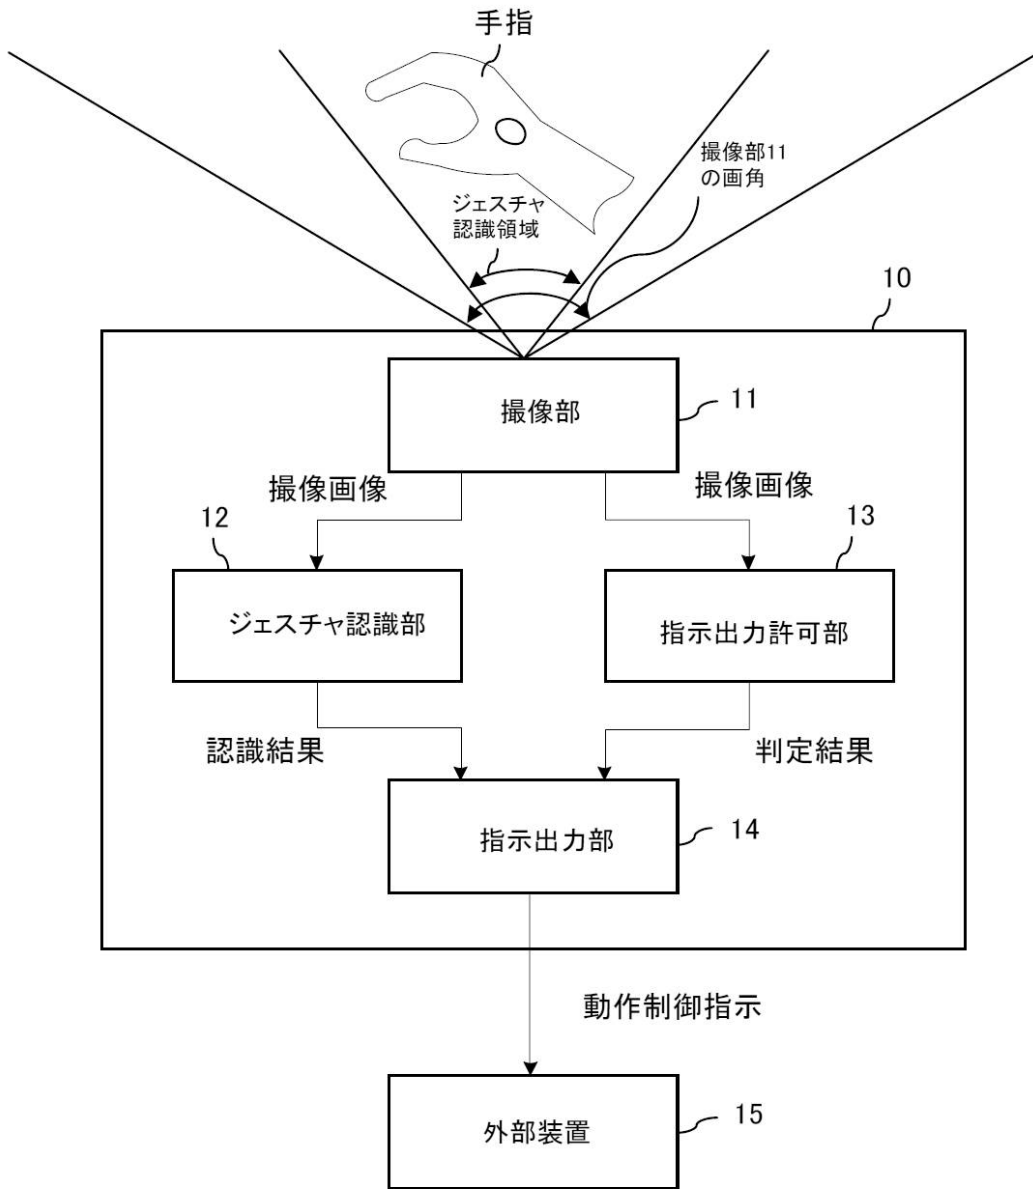 手指
撮像部11
の画角
ジェスチャ
認識領域
10
撮像部
11
撮像画像
撮像画像
12
13
ジェスチャ認識部
指示出力許可部
認識結果
判定結果
指示出力部
14
動作制御指示
外部装置
15